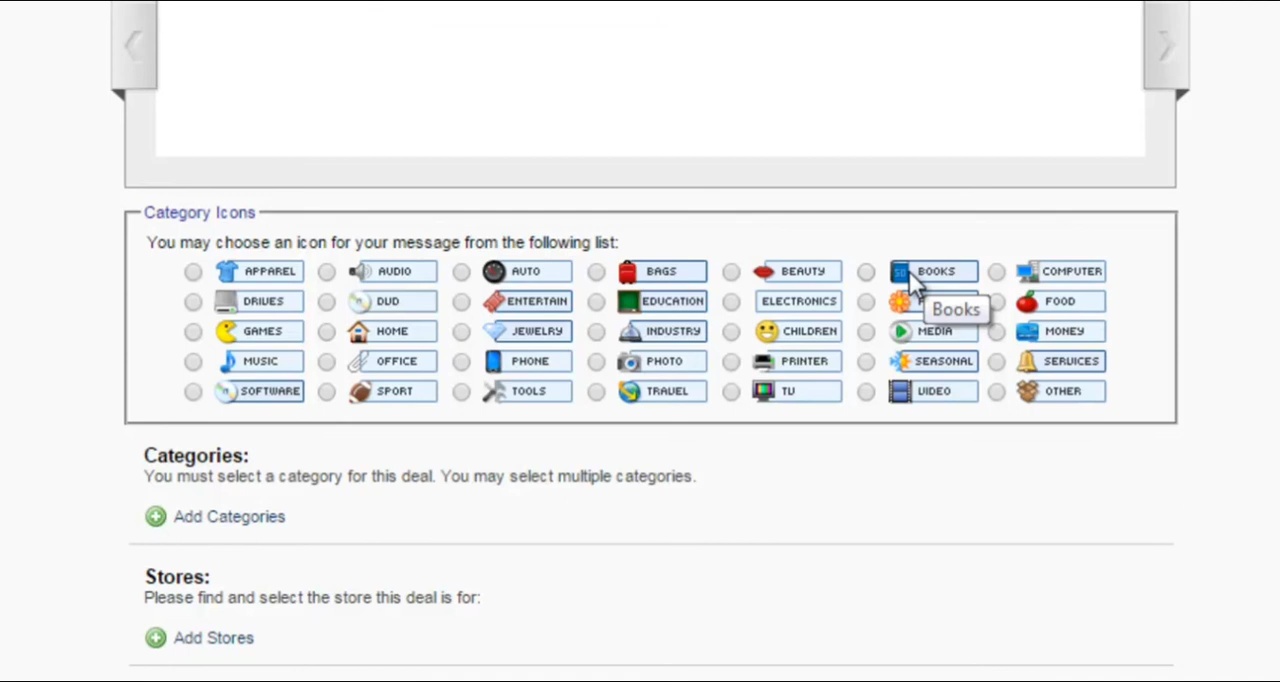 Category Icons
You may choose an icon for your message from the following list:
APPAREL AUDIO AUTO BAGS BEAUTY BOOKS COMPUTER
DRIVES DVD ENTERTAIN EDUCATION ELECTRONICS FOOD
Books
GAMES HOME JEWELRY INDUSTRY CHILDREN MEDIA MONEY
MUSIC OFFICE PHONE PHOTO PRINTER SEASONAL SERVICES
SOFTWARE SPORT TOOLS TRAVEL TV VIDEO OTHER
Categories:
You must select a category for this deal. You may select multiple categories.
Add Categories
Stores:
Please find and select the store this deal is for:
Add Stores